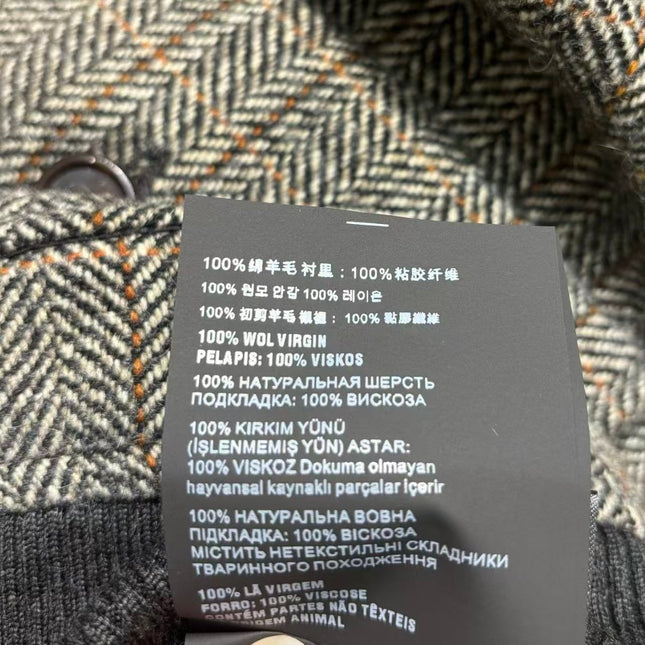 100%绵羊毛 衬里：100%粘胶纤维
100% 원모 안감 100% 레이온
100% 初剪羊毛 襯裡：100%黏膠纖維
100% WOL VIRGIN
PELAPIS: 100% VISKOS
100% НАТУРАЛЬНАЯ ШЕРСТЬ
ПОДКЛАДКА: 100% ВИСКОЗА
100% KIRKIM YÜNÜ
(İŞLENMEMİŞ YÜN) ASTAR:
100% VISKOZ Dokuma olmayan
hayvansal kaynaklı parçalar içerir
100% НАТУРАЛЬНА ВОВНА
ПІДКЛАДКА: 100% ВІСКОЗА
МІСТИТЬ НЕТЕКСТИЛЬНІ СКЛАДНИКИ
ТВАРИННОГО ПОХОДЖЕННЯ
100% LÃ VIRGEM
FORRO: 100% VISCOSE
CONTÉM PARTES NÃO TÊXTEIS
ORIGEM ANIMAL